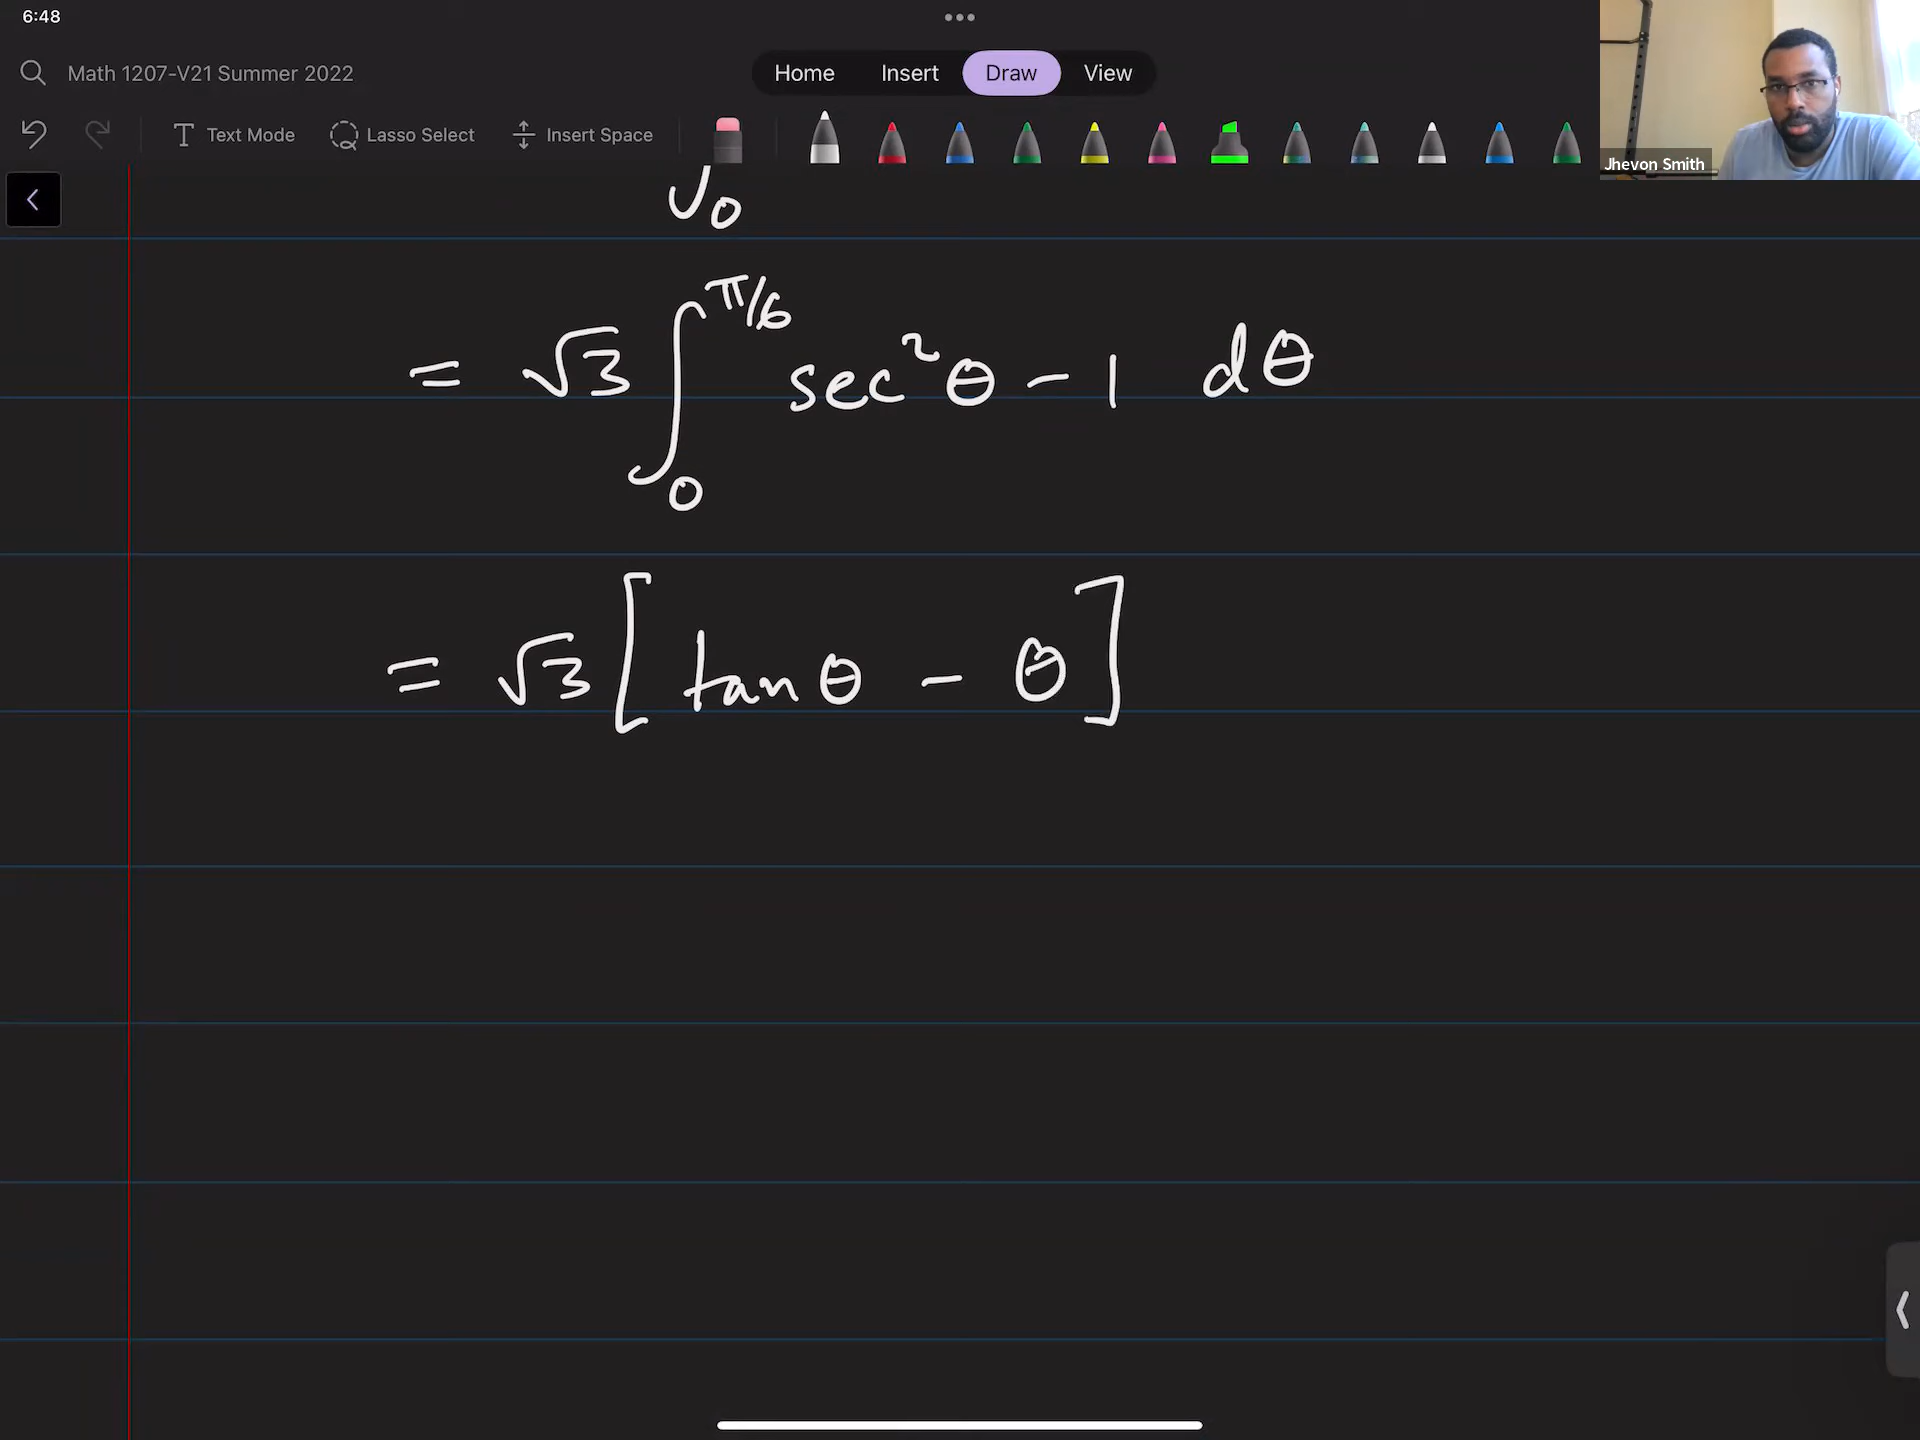 6:48
Math 1207-V21 Summer 2022
Home Insert Draw View
Text Mode Lasso Select Insert Space
Jhevon Smith
∫₀
= √3 ∫₀^π/6 sec²θ - 1 dθ
= √3 [ tan θ - θ ]